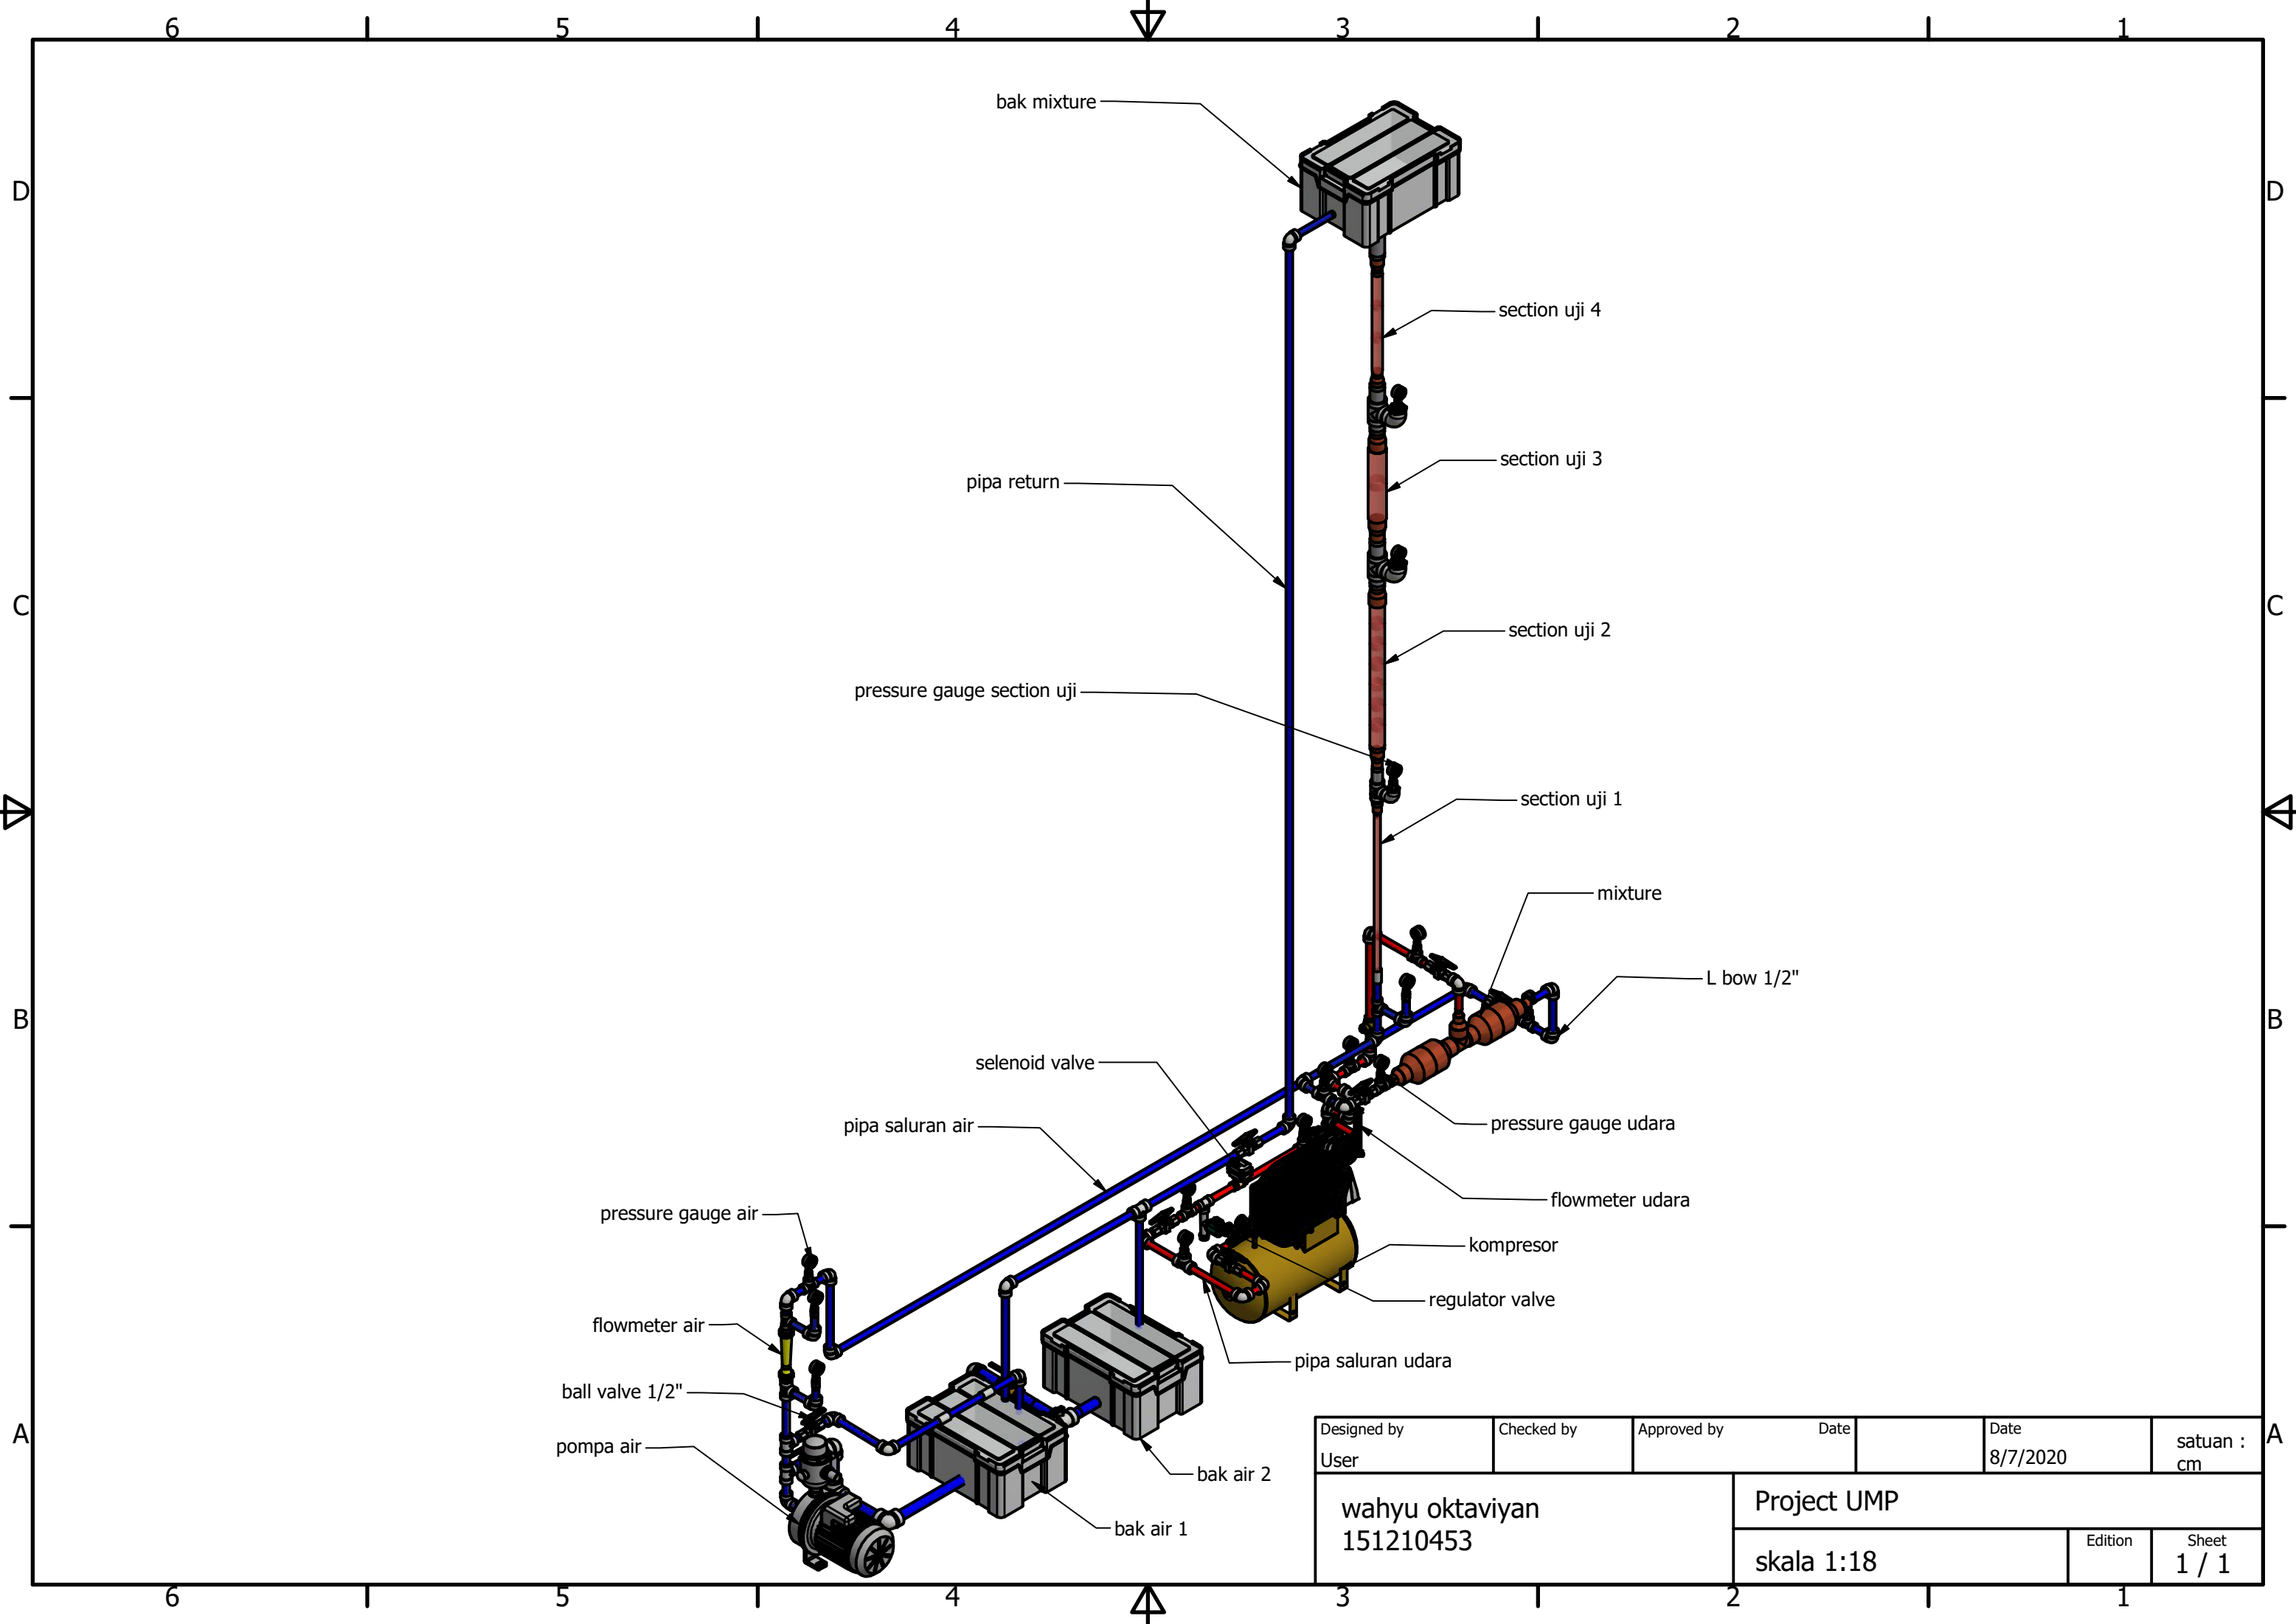 6 5 4 3 2 1
bak mixture
D D
section uji 4
section uji 3
pipa return
C C
section uji 2
pressure gauge section uji
section uji 1
mixture
L bow 1/2"
B B
selenoid valve
pipa saluran air
pressure gauge udara
flowmeter udara
pressure gauge air
kompresor
regulator valve
flowmeter air
pipa saluran udara
ball valve 1/2"
A A
pompa air
bak air 2
bak air 1
Designed by
User
Checked by
Approved by
Date
Date
8/7/2020
satuan :
cm
wahyu oktaviyan
151210453
Project UMP
skala 1:18
Edition
Sheet
1 / 1
6 5 4 3 2 1